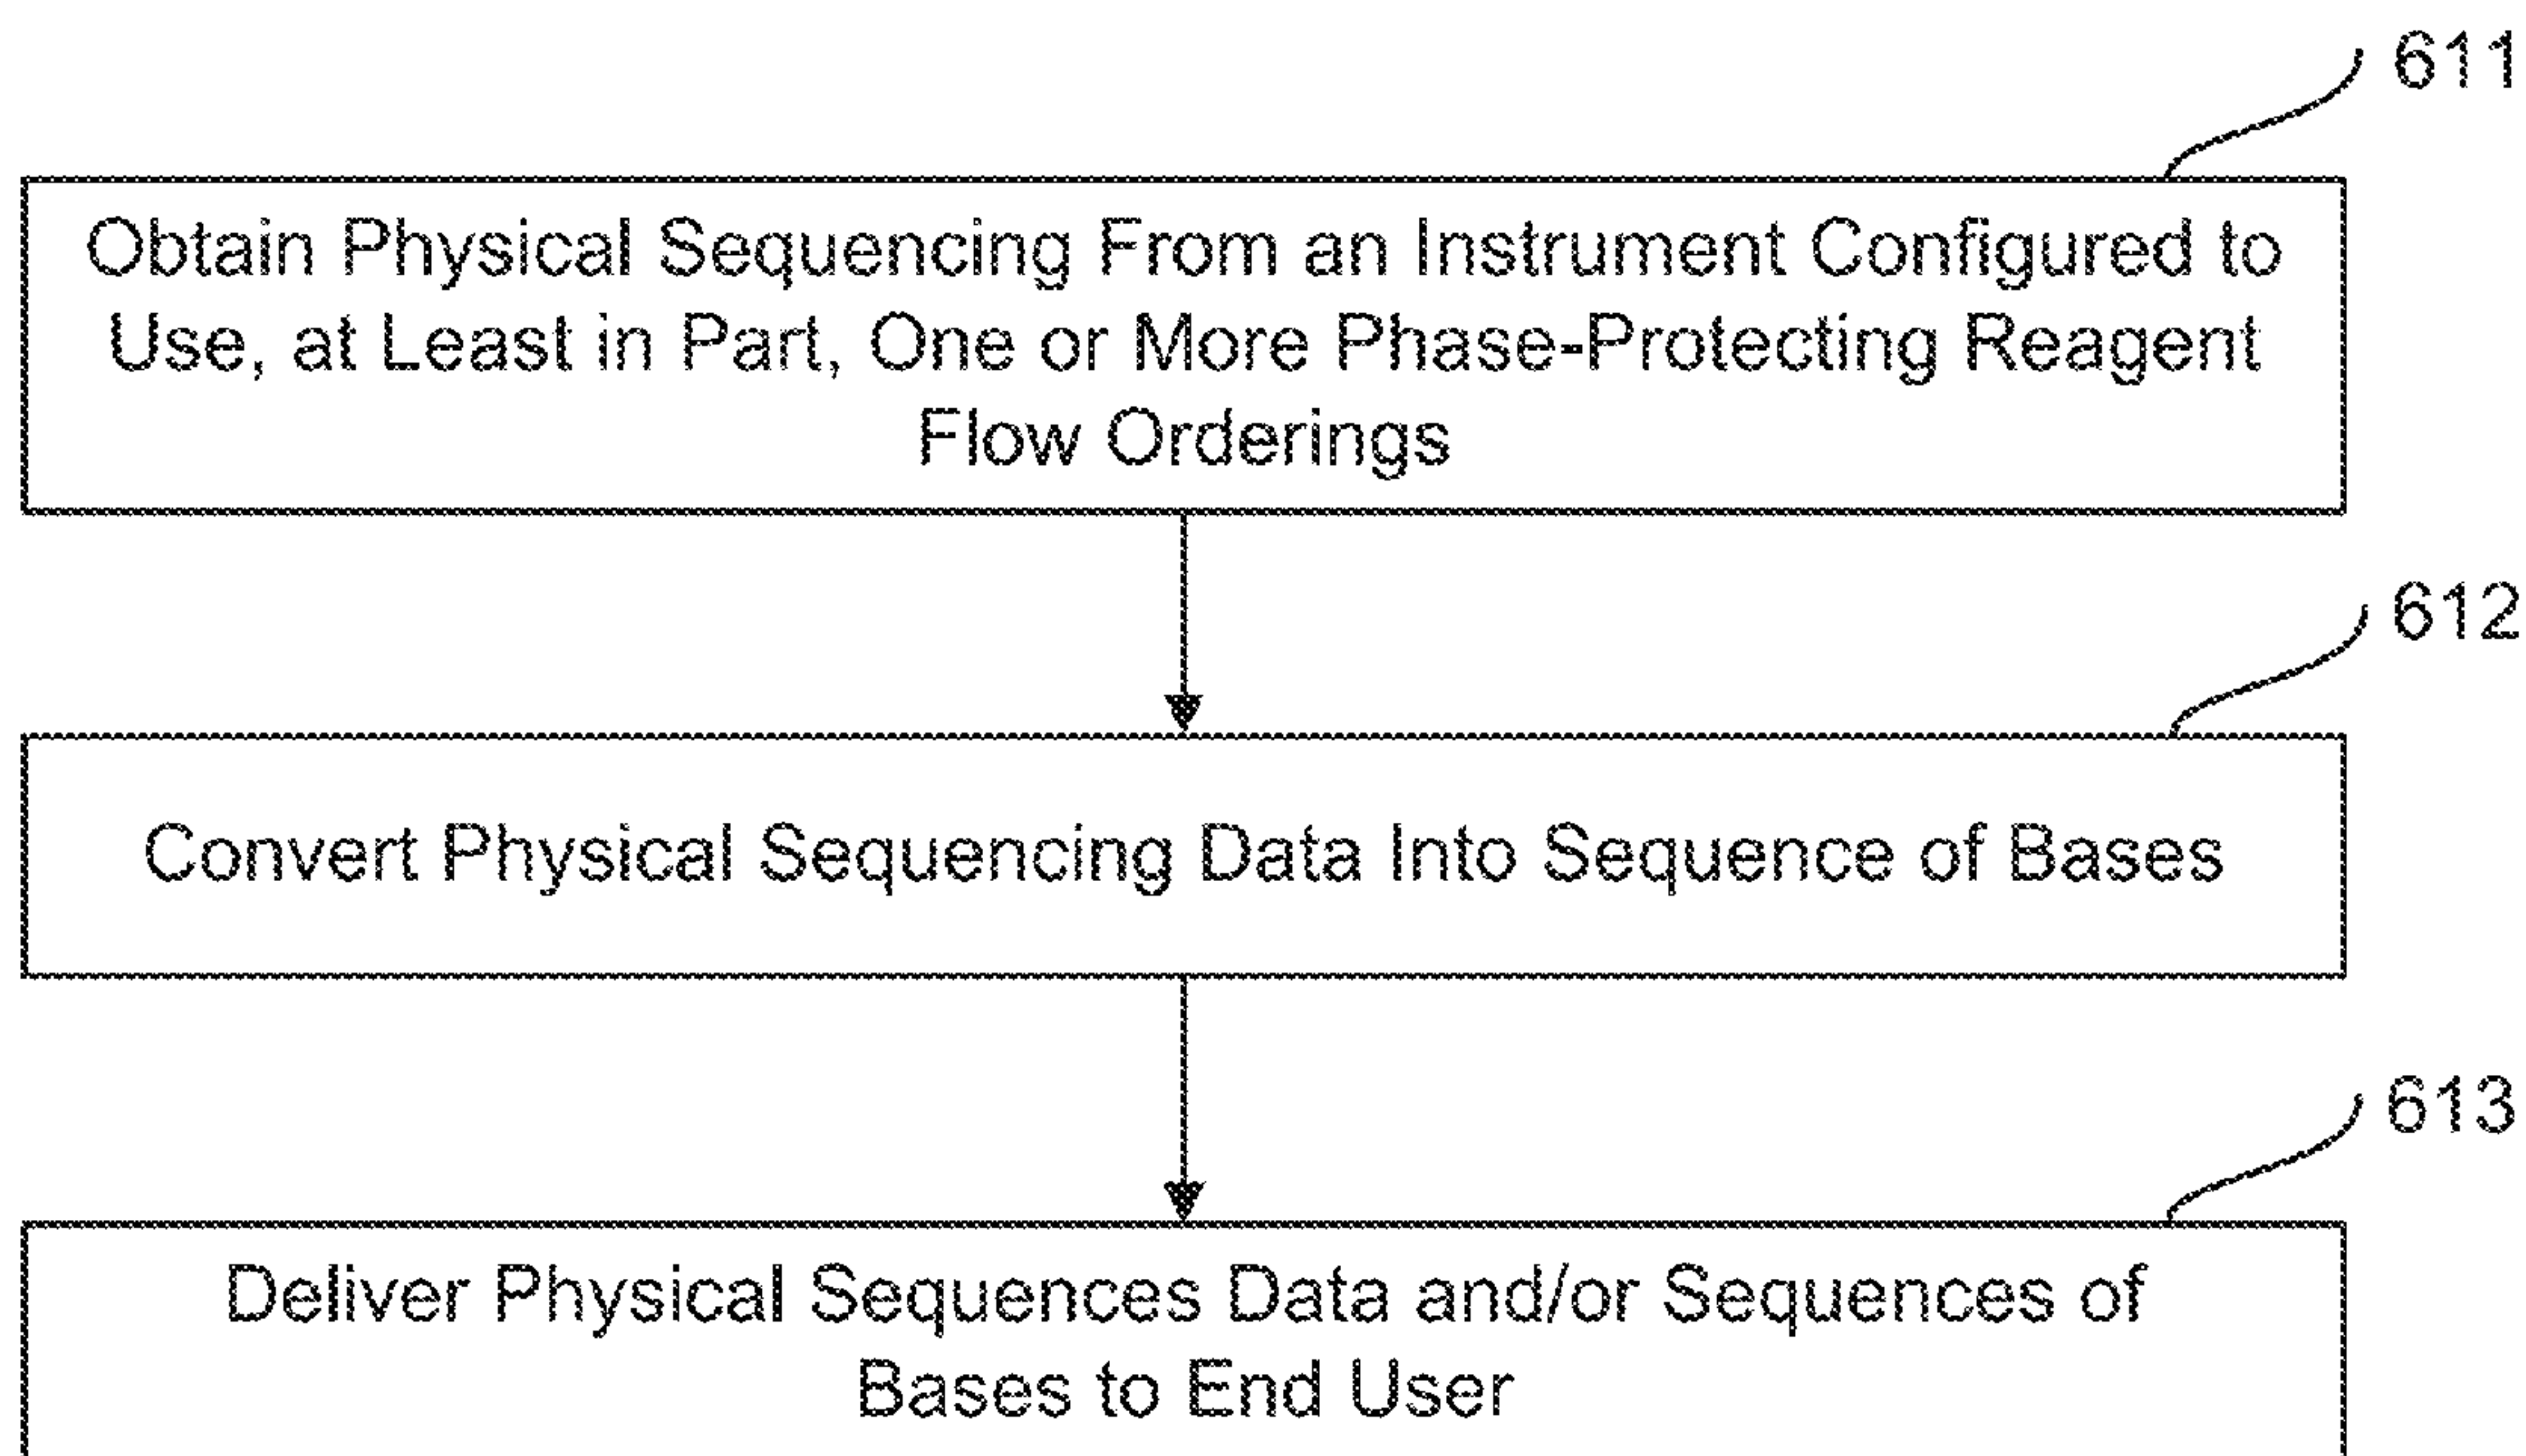 611
Obtain Physical Sequencing From an Instrument Configured to
Use, at Least in Part, One or More Phase-Protecting Reagent
Flow Orderings
612
Convert Physical Sequencing Data Into Sequence of Bases
613
Deliver Physical Sequences Data and/or Sequences of
Bases to End User